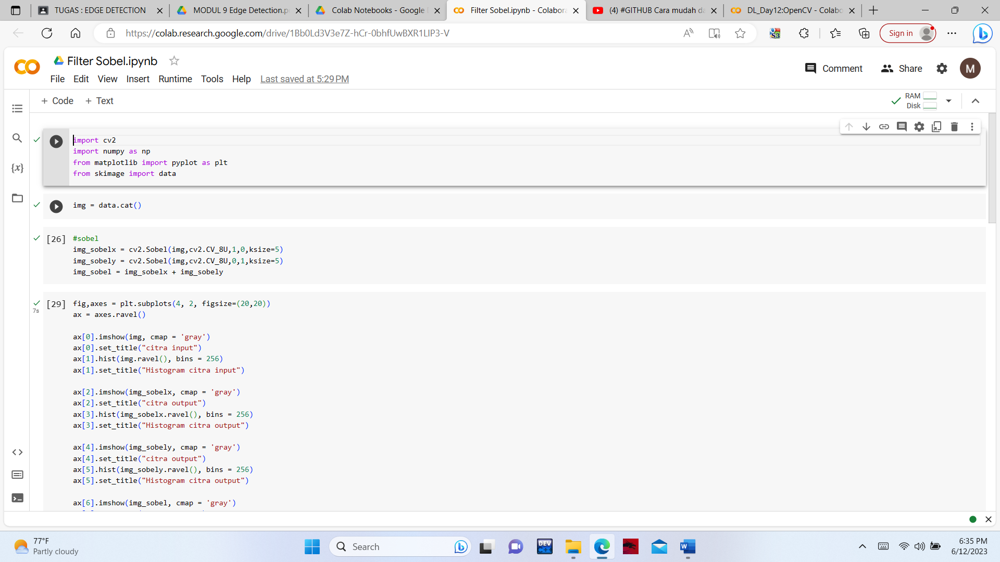 TUGAS : EDGE DETECTION
MODUL 9 Edge Detection.p
Colab Notebooks - Google
Filter Sobel.ipynb - Colabora
(4) #GITHUB Cara mudah da
DL_Day12:OpenCV - Colabo
https://colab.research.google.com/drive/1Bb0Ld3V3e7Z-hCr-0bhfUwBXR1LIP3-V
Sign in
Filter Sobel.ipynb
Comment
Share
M
File Edit View Insert Runtime Tools Help Last saved at 5:29 PM
+ Code + Text
RAM
Disk
import cv2
import numpy as np
from matplotlib import pyplot as plt
from skimage import data
{x}
img = data.cat()
[26] #sobel
img_sobelx = cv2.Sobel(img,cv2.CV_8U,1,0,ksize=5)
img_sobely = cv2.Sobel(img,cv2.CV_8U,0,1,ksize=5)
img_sobel = img_sobelx + img_sobely
[29] fig,axes = plt.subplots(4, 2, figsize=(20,20))
7s
ax = axes.ravel()
ax[0].imshow(img, cmap = 'gray')
ax[0].set_title("citra input")
ax[1].hist(img.ravel(), bins = 256)
ax[1].set_title("Histogram citra input")
ax[2].imshow(img_sobelx, cmap = 'gray')
ax[2].set_title("citra output")
ax[3].hist(img_sobelx.ravel(), bins = 256)
ax[3].set_title("Histogram citra output")
ax[4].imshow(img_sobely, cmap = 'gray')
ax[4].set_title("citra output")
ax[5].hist(img_sobely.ravel(), bins = 256)
ax[5].set_title("Histogram citra output")
ax[6].imshow(img_sobel, cmap = 'gray')
77°F
Partly cloudy
Search
DEV
C++
W
6:35 PM
6/12/2023